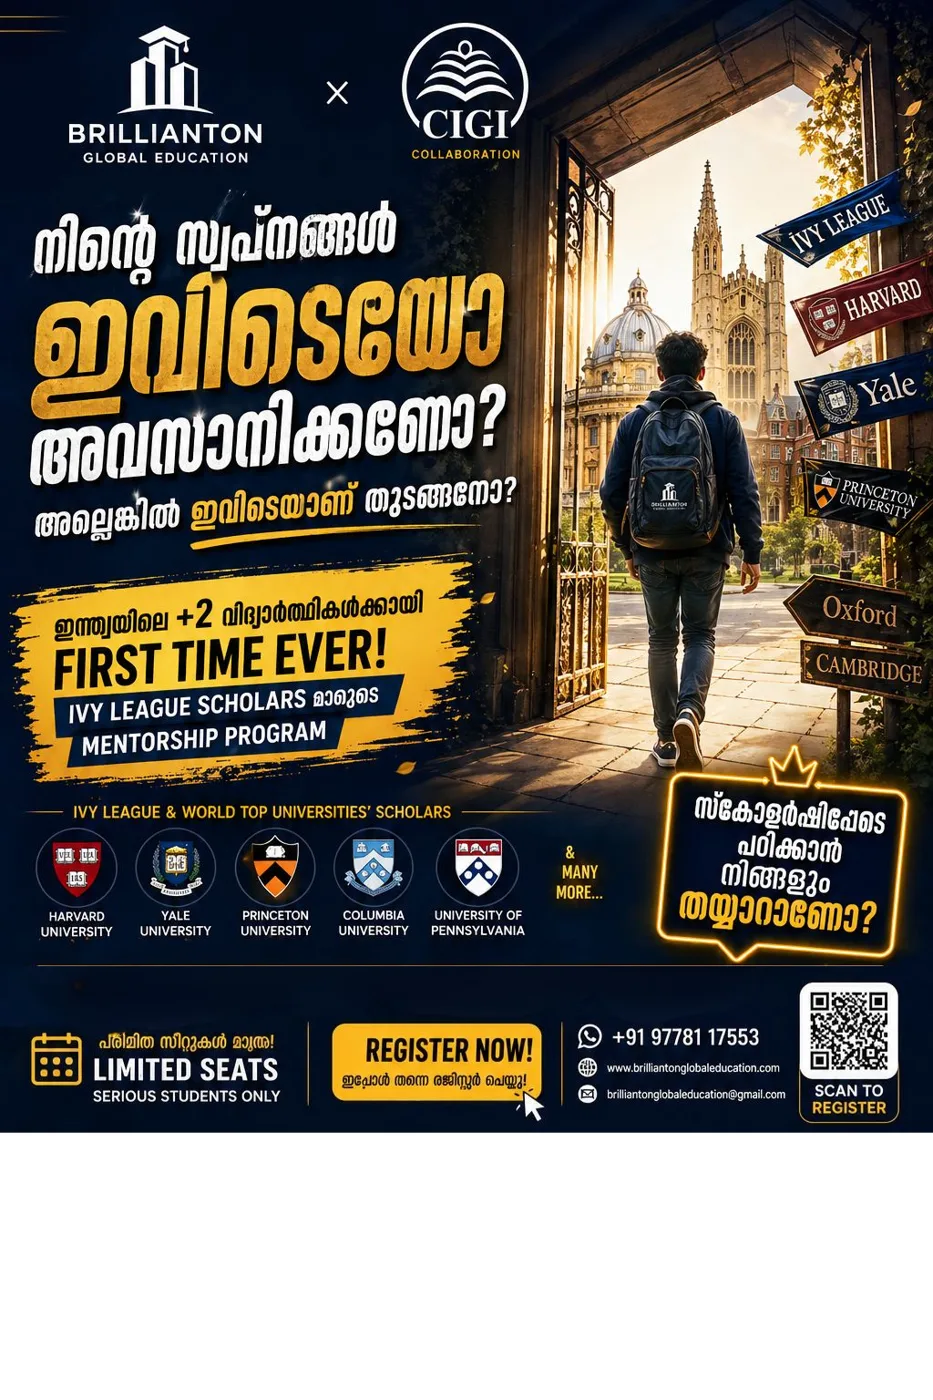 BRILLIANTON
GLOBAL EDUCATION
X
CIGI
COLLABORATION
നിന്റെ സ്വപ്നങ്ങൾ
ഇവിടെയോ
അവസാനിക്കണോ?
അല്ലെങ്കിൽ ഇവിടെയാണ് തുടങ്ങനോ?
IVY LEAGUE
HARVARD
Yale
PRINCETON
UNIVERSITY
Oxford
CAMBRIDGE
BRILLIANTON
ഇന്ത്യയിലെ +2 വിദ്യാർത്ഥികൾക്കായി
FIRST TIME EVER!
IVY LEAGUE SCHOLARS മാരുടെ
MENTORSHIP PROGRAM
IVY LEAGUE & WORLD TOP UNIVERSITIES' SCHOLARS
HARVARD
UNIVERSITY
YALE
UNIVERSITY
PRINCETON
UNIVERSITY
COLUMBIA
UNIVERSITY
UNIVERSITY OF
PENNSYLVANIA
&
MANY
MORE...
പഠിക്കാൻ
നിങ്ങളും
തയ്യാറാണോ?
പരിമിത സീറ്റുകൾ മാത്രം!
LIMITED SEATS
SERIOUS STUDENTS ONLY
REGISTER NOW!
ഇപ്പോൾ തന്നെ രജിസ്റ്റർ ചെയ്യൂ!
+91 97781 17553
www.brilliantonglobaleducation.com
brilliantonglobaleducation@gmail.com
SCAN TO
REGISTER